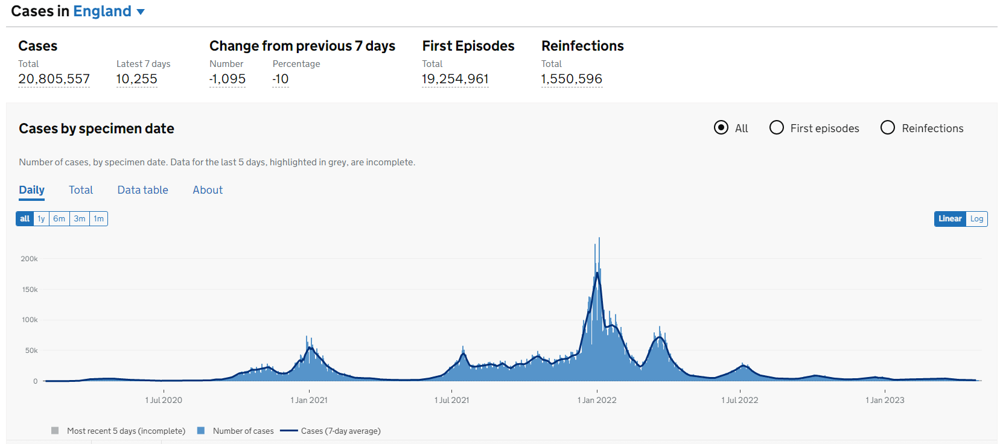 Cases in England
Cases
Change from previous 7 days
First Episodes
Reinfections
Total
Latest 7 days
Number
Percentage
Total
Total
20,805,557
10,255
-1,095
-10
19,254,961
1,550,596
Cases by specimen date
All
First episodes
Reinfections
Number of cases, by specimen date. Data for the last 5 days, highlighted in grey, are incomplete.
Daily
Total
Data table
About
all
1y
6m
3m
1m
Linear
Log
200k
150k
100k
50k
0
1 Jul 2020
1 Jan 2021
1 Jul 2021
1 Jan 2022
1 Jul 2022
1 Jan 2023
Most recent 5 days (incomplete)
Number of cases
Cases (7-day average)